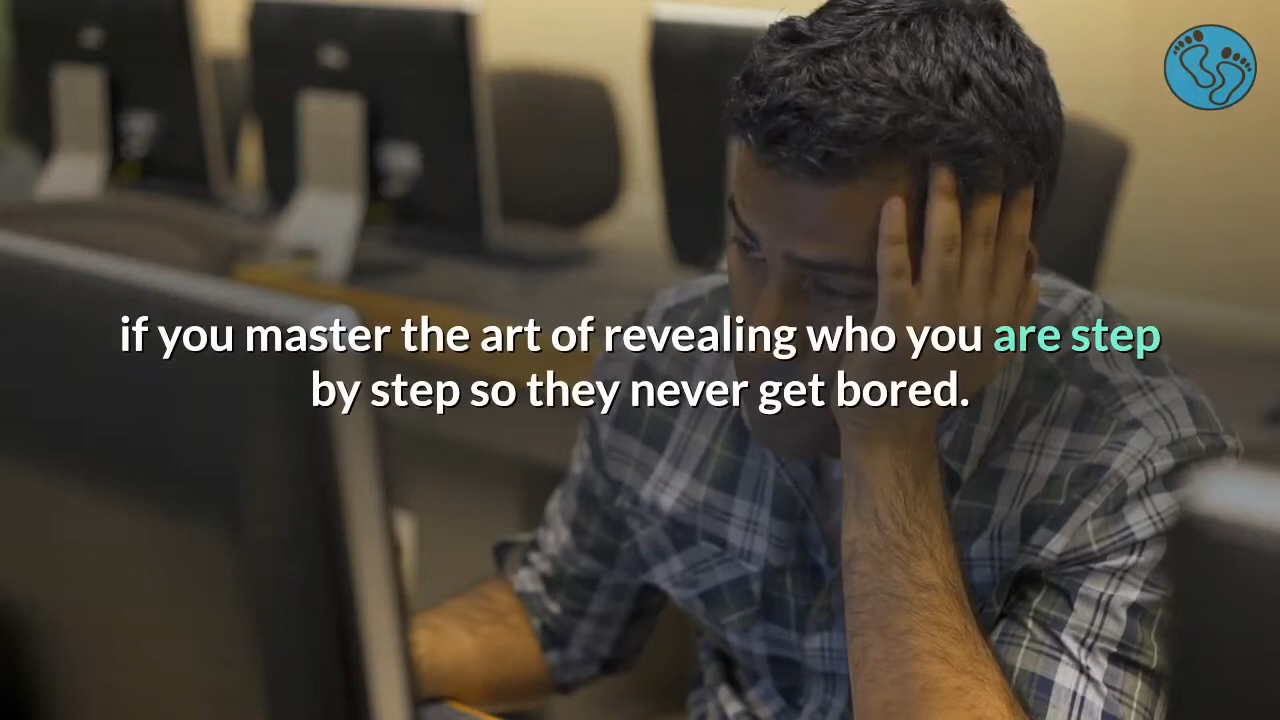 if you master the art of revealing who you are step
by step so they never get bored.